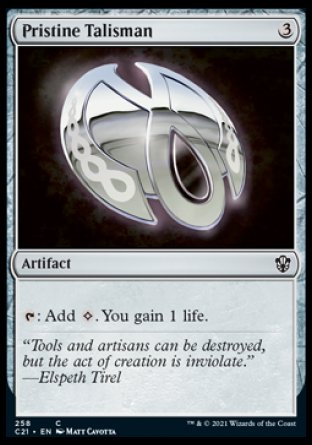 Pristine Talisman 3
Artifact
: Add . You gain 1 life.
“Tools and artisans can be destroyed,
but the act of creation is inviolate.”
—Elspeth Tirel
258 C
C21 • EN Matt Cavotta
™ & © 2021 Wizards of the Coast